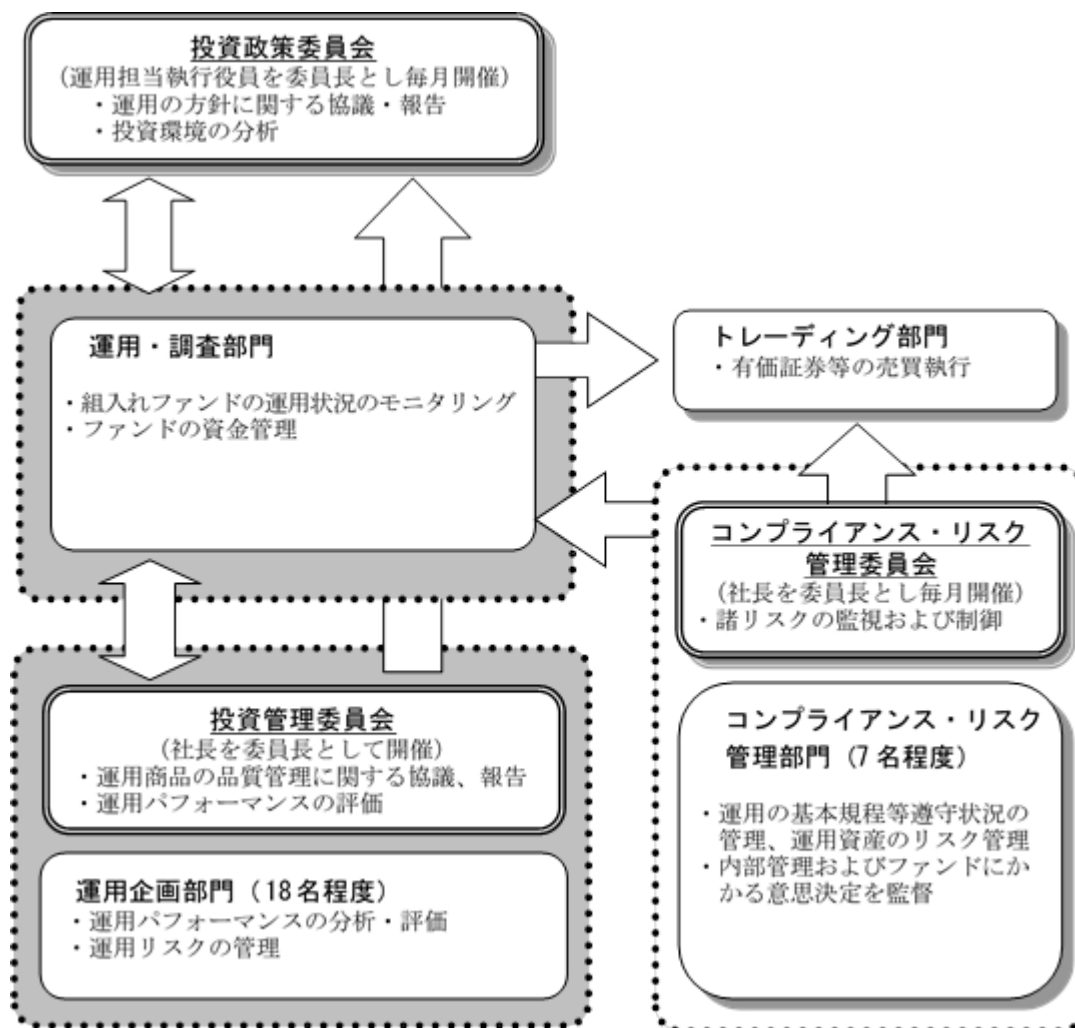 投資政策委員会
(運用担当執行役員を委員長とし毎月開催)
・運用の方針に関する協議・報告
・投資環境の分析
運用・調査部門
・組入れファンドの運用状況のモニタリング
・ファンドの資金管理
トレーディング部門
・有価証券等の売買執行
コンプライアンス・リスク
管理委員会
(社長を委員長とし毎月開催)
・諸リスクの監視および制御
投資管理委員会
(社長を委員長として開催)
・運用商品の品質管理に関する協議、報告
・運用パフォーマンスの評価
運用企画部門(18名程度)
・運用パフォーマンスの分析・評価
・運用リスクの管理
コンプライアンス・リスク
管理部門(7名程度)
・運用の基本規程等遵守状況の
管理、運用資産のリスク管理
・内部管理およびファンドにか
かる意思決定を監督